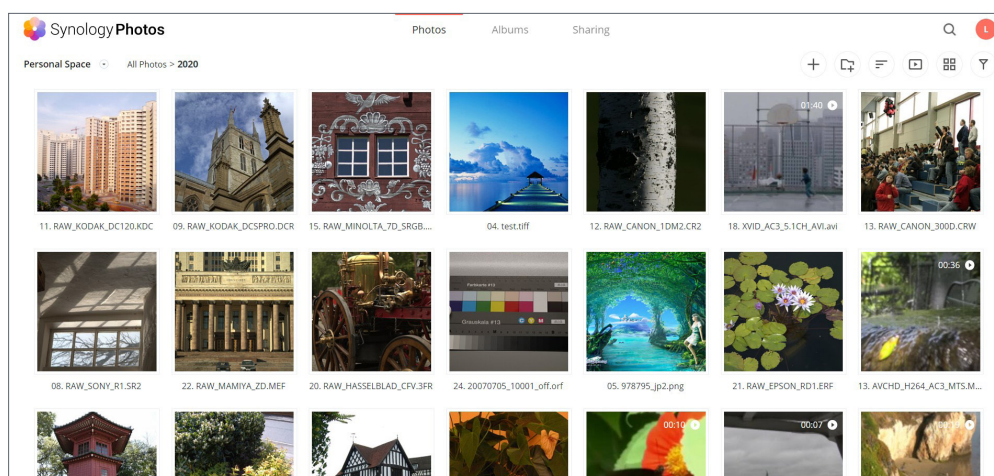 Synology Photos
Photos
Albums
Sharing
L
Personal Space
All Photos > 2020
01:40
11. RAW_KODAK_DC120.KDC
09. RAW_KODAK_DCSPRO.DCR
15. RAW_MINOLTA_7D_SRGB....
04. test.tiff
12. RAW_CANON_1DM2.CR2
18. XVID_AC3_5.1CH_AVI.avi
13. RAW_CANON_300D.CRW
Greyskala #13
C
M
00:36
08. RAW_SONY_R1.SR2
22. RAW_MAMIYA_ZD.MEF
20. RAW_HASSELBLAD_CFV.3FR
24. 20070705_10001_off.orf
05. 978795_jp2.png
21. RAW_EPSON_RD1.ERF
13. AVCHD_H264_AC3_MTS.M...
00:10
00:07